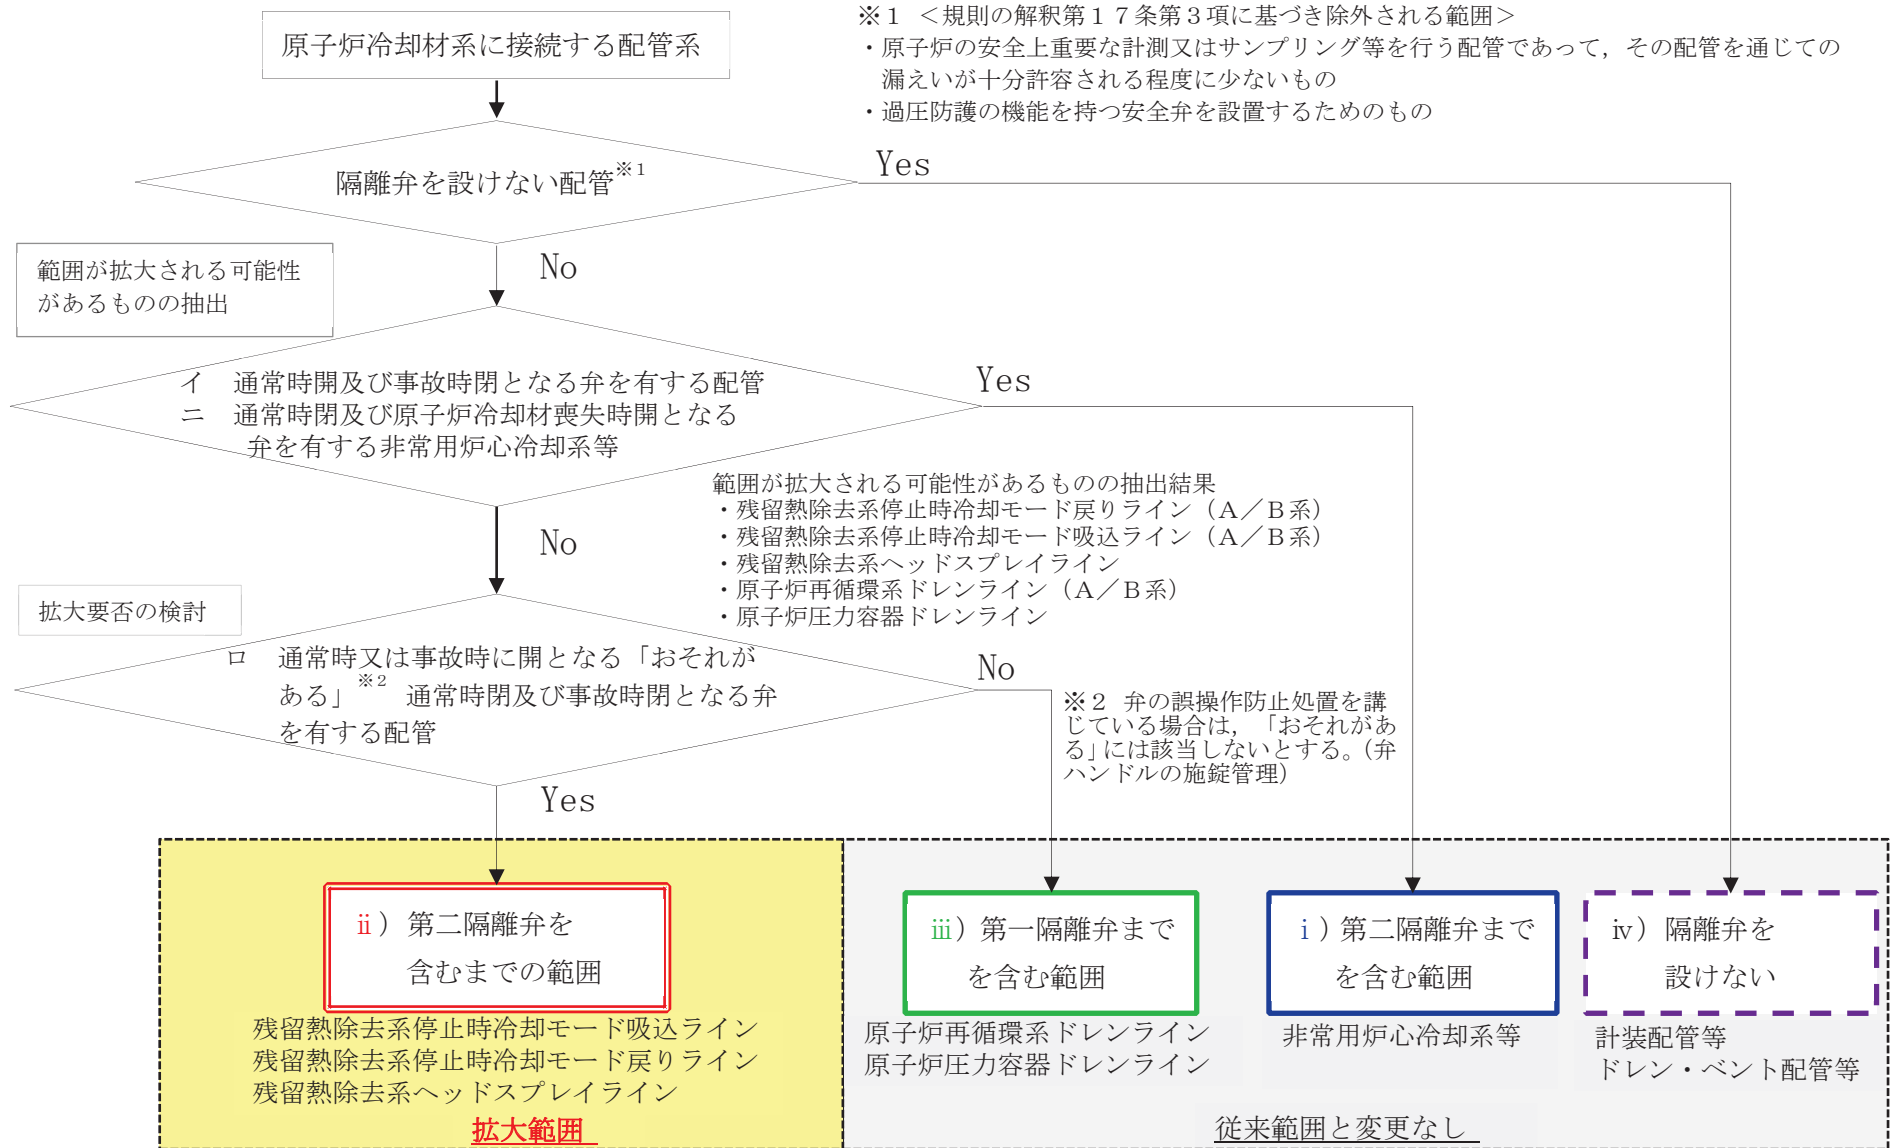 原子炉冷却材系に接続する配管系
※１ ＜規則の解釈第１７条第３項に基づき除外される範囲＞
・原子炉の安全上重要な計測又はサンプリング等を行う配管であって，その配管を通じての
漏えいが十分許容される程度に少ないもの
・過圧防護の機能を持つ安全弁を設置するためのもの
隔離弁を設けない配管※1
Yes
No
範囲が拡大される可能性
があるものの抽出
イ 通常時開及び事故時閉となる弁を有する配管
ニ 通常時閉及び原子炉冷却材喪失時開となる
弁を有する非常用炉心冷却系等
Yes
No
範囲が拡大される可能性があるものの抽出結果
・残留熱除去系停止時冷却モード戻りライン（Ａ／Ｂ系）
・残留熱除去系停止時冷却モード吸込ライン（Ａ／Ｂ系）
・残留熱除去系ヘッドスプレイライン
・原子炉再循環系ドレンライン（Ａ／Ｂ系）
・原子炉圧力容器ドレンライン
拡大要否の検討
ロ 通常時又は事故時に開となる「おそれが
ある」※2 通常時閉及び事故時閉となる弁
を有する配管
No
Yes
※２ 弁の誤操作防止処置を講
じている場合は，「おそれがあ
る」には該当しないとする。（弁
ハンドルの施錠管理）
ⅱ）第二隔離弁を
含むまでの範囲
残留熱除去系停止時冷却モード吸込ライン
残留熱除去系停止時冷却モード戻りライン
残留熱除去系ヘッドスプレイライン
拡大範囲
ⅲ）第一隔離弁まで
を含む範囲
原子炉再循環系ドレンライン
原子炉圧力容器ドレンライン
ⅰ）第二隔離弁まで
を含む範囲
非常用炉心冷却系等
ⅳ）隔離弁を
設けない
計装配管等
ドレン・ベント配管等
従来範囲と変更なし